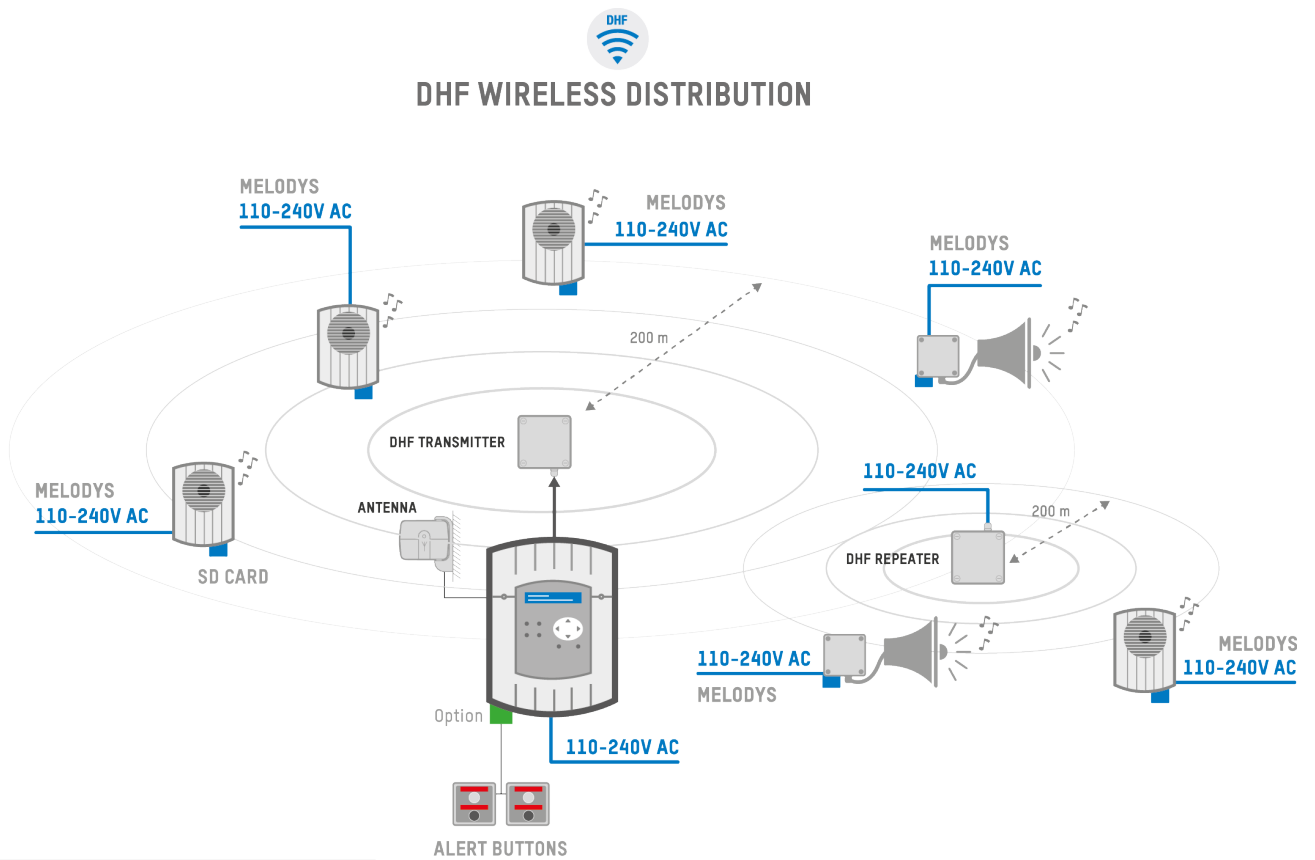 DHF
DHF WIRELESS DISTRIBUTION
MELODYS
110-240V AC
MELODYS
110-240V AC
MELODYS
110-240V AC
200 m
DHF TRANSMITTER
110-240V AC
MELODYS
110-240V AC
ANTENNA
200 m
DHF REPEATER
SD CARD
110-240V AC
MELODYS
MELODYS
110-240V AC
Option
110-240V AC
ALERT BUTTONS